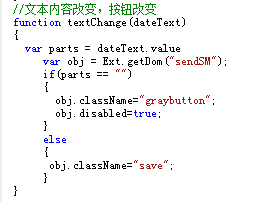 //文本内容改变，按钮改变
function textChange(dateText)
{
  var parts = dateText.value
     var obj = Ext.getDom("sendSM");
     if(parts == "")
     {
       obj.className="graybutton";
       obj.disabled=true;
     }
     else
     {
      obj.className="save";
     }
}